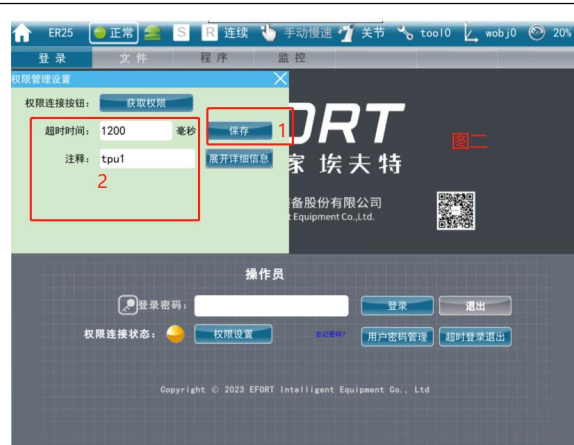 ER25 正常 S R 连续 手动慢速 关节 tool0 wobj0 20%
登录 文件 程序 监控
权限管理设置
权限连接按钮： 获取权限
超时时间： 1200 毫秒 保存 1
注释： tpu1 展开详细信息
2
ORT
图二
家 埃夫特
备股份有限公司
t Equipment Co.,Ltd.
操作员
登录密码： 登录 退出
权限连接状态： 权限设置 忘记密码? 用户密码管理 超时登录退出
Copyright © 2023 EFORT Intelligent Equipment Co., Ltd